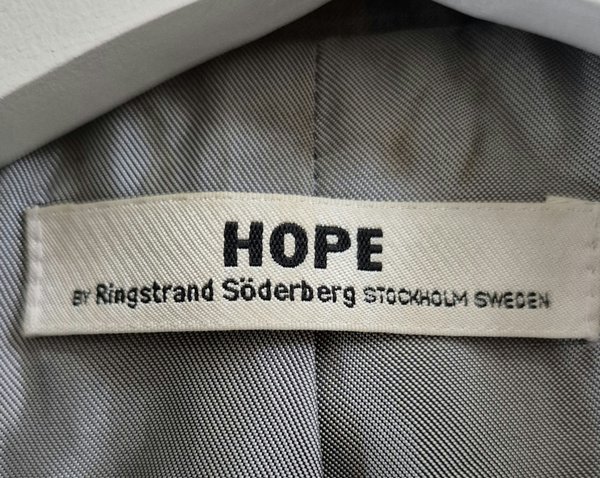 HOPE
BY Ringstrand Söderberg STOCKHOLM SWEDEN